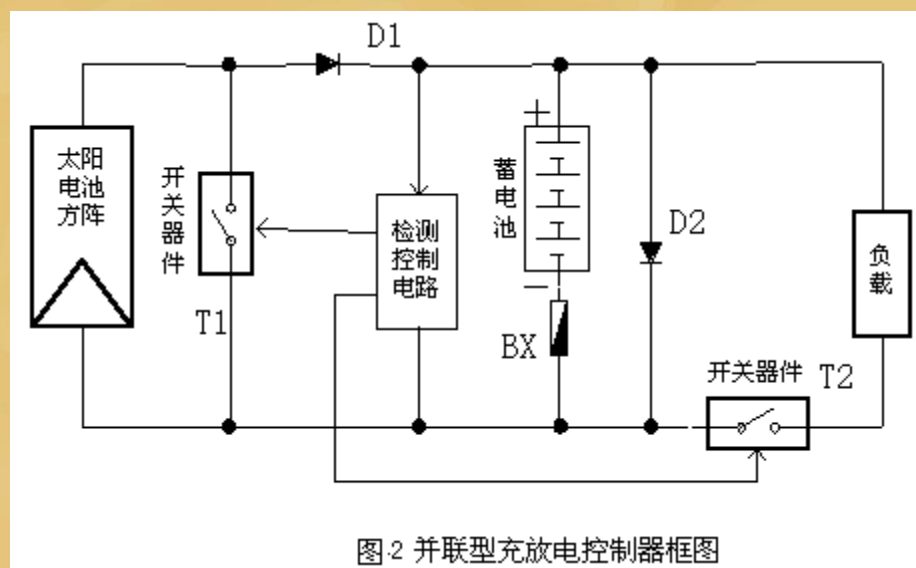 D1
太阳
电池
方阵
开
关
器
件
T1
检测
控制
电路
+
蓄
电
池
−
BX
D2
负
载
开关器件 T2
图·2 并联型充放电控制器框图